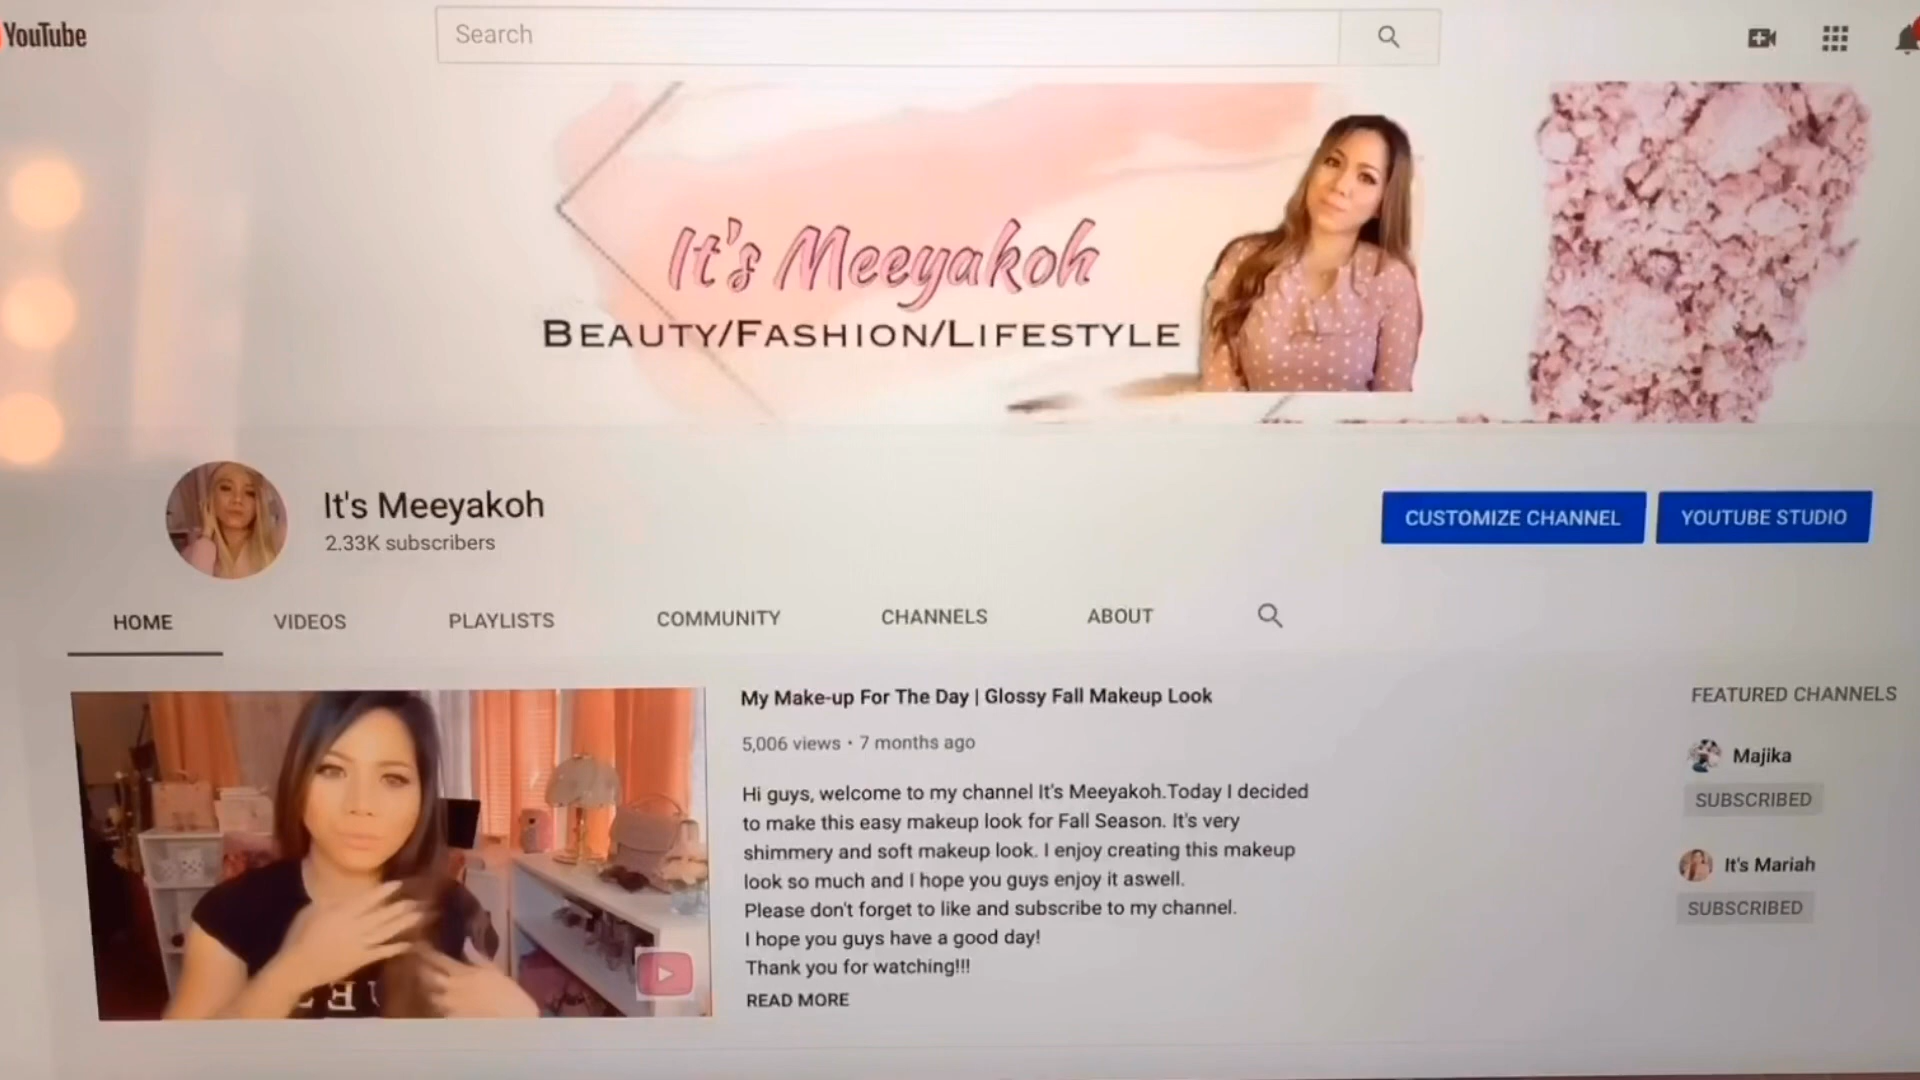 YouTube
Search
It's Meeyakoh
BEAUTY/FASHION/LIFESTYLE
It's Meeyakoh
2.33K subscribers
CUSTOMIZE CHANNEL
YOUTUBE STUDIO
HOME
VIDEOS
PLAYLISTS
COMMUNITY
CHANNELS
ABOUT
My Make-up For The Day | Glossy Fall Makeup Look
5,006 views • 7 months ago
Hi guys, welcome to my channel It's Meeyakoh.Today I decided
to make this easy makeup look for Fall Season. It's very
shimmery and soft makeup look. I enjoy creating this makeup
look so much and I hope you guys enjoy it aswell.
Please don't forget to like and subscribe to my channel.
I hope you guys have a good day!
Thank you for watching!!!
READ MORE
FEATURED CHANNELS
Majika
SUBSCRIBED
It's Mariah
SUBSCRIBED